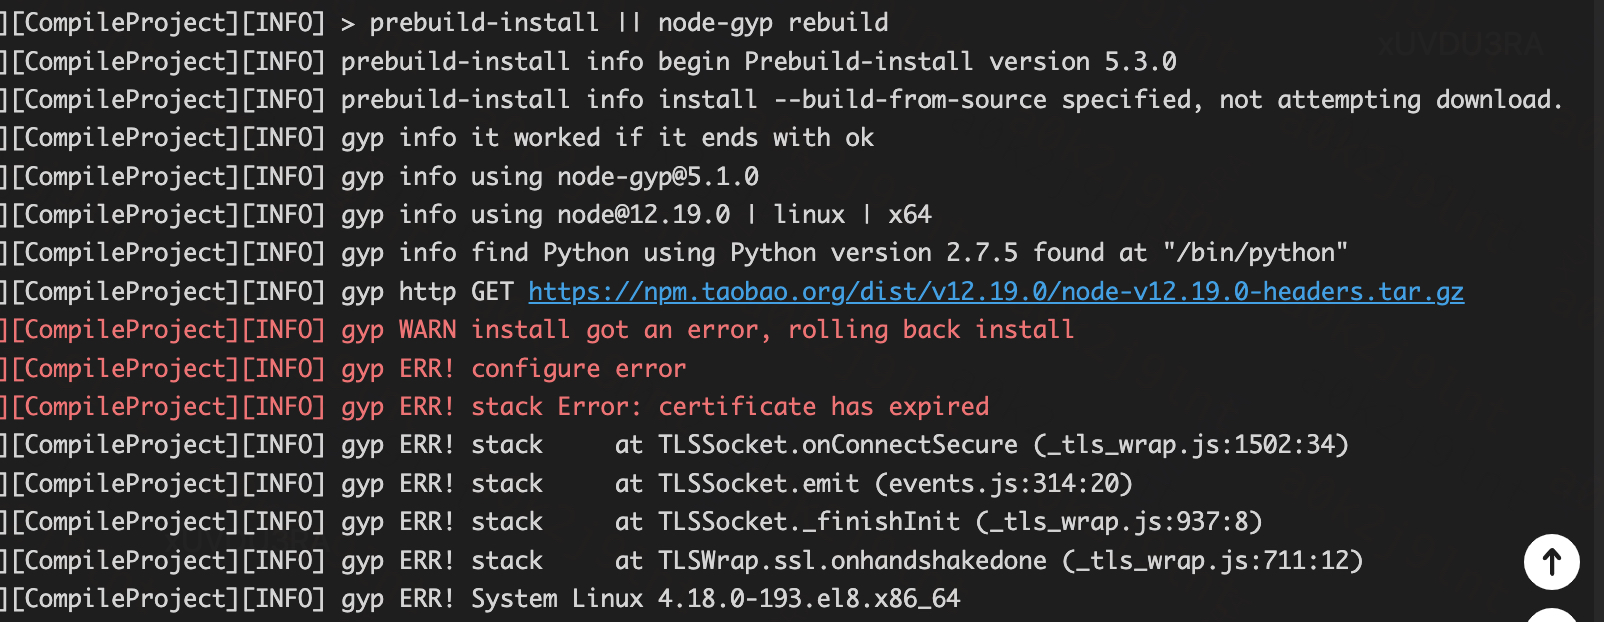 ][CompileProject][INFO] > prebuild-install || node-gyp rebuild
][CompileProject][INFO] prebuild-install info begin Prebuild-install version 5.3.0
][CompileProject][INFO] prebuild-install info install --build-from-source specified, not attempting download.
][CompileProject][INFO] gyp info it worked if it ends with ok
][CompileProject][INFO] gyp info using node-gyp@5.1.0
][CompileProject][INFO] gyp info using node@12.19.0 | linux | x64
][CompileProject][INFO] gyp info find Python using Python version 2.7.5 found at "/bin/python"
][CompileProject][INFO] gyp http GET https://npm.taobao.org/dist/v12.19.0/node-v12.19.0-headers.tar.gz
][CompileProject][INFO] gyp WARN install got an error, rolling back install
][CompileProject][INFO] gyp ERR! configure error
][CompileProject][INFO] gyp ERR! stack Error: certificate has expired
][CompileProject][INFO] gyp ERR! stack     at TLSSocket.onConnectSecure (_tls_wrap.js:1502:34)
][CompileProject][INFO] gyp ERR! stack     at TLSSocket.emit (events.js:314:20)
][CompileProject][INFO] gyp ERR! stack     at TLSSocket._finishInit (_tls_wrap.js:937:8)
][CompileProject][INFO] gyp ERR! stack     at TLSWrap.ssl.onhandshakedone (_tls_wrap.js:711:12)
][CompileProject][INFO] gyp ERR! System Linux 4.18.0-193.el8.x86_64